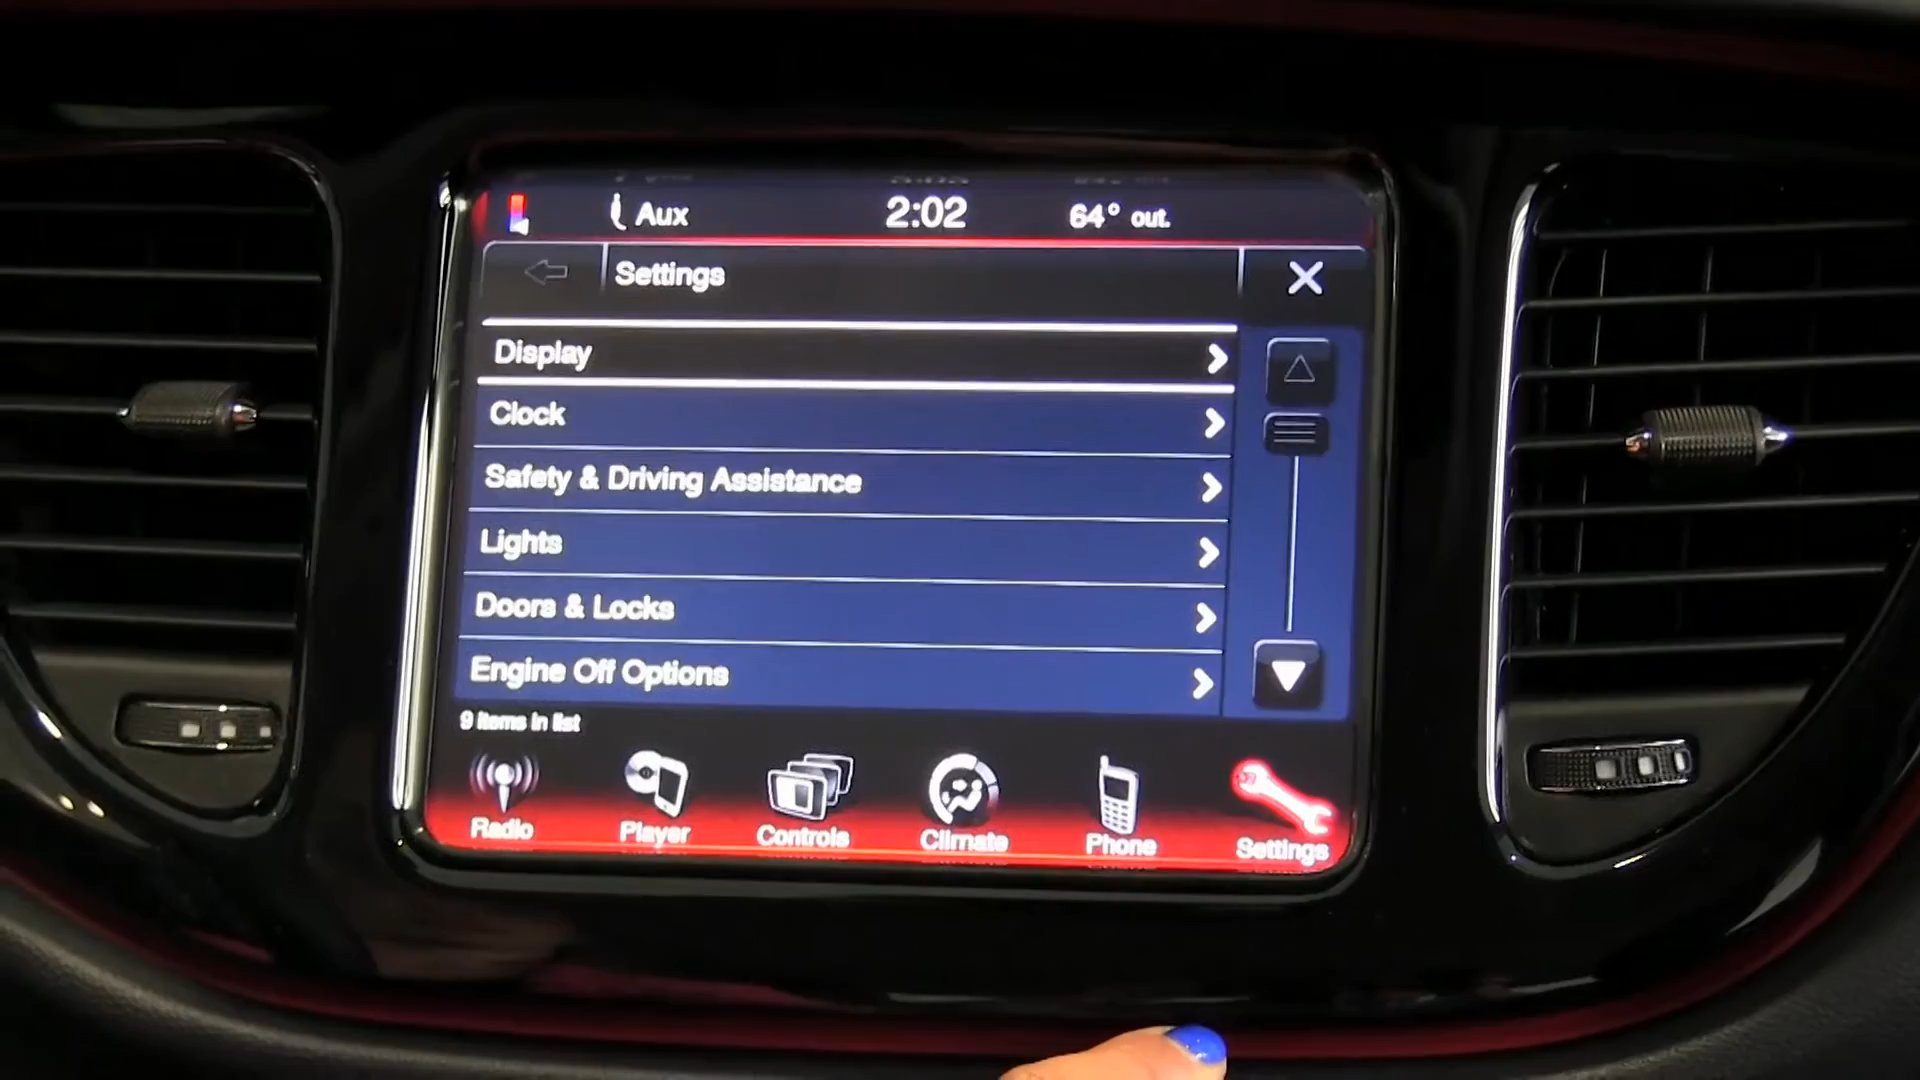 Aux 2:02 64° out.
Settings
Display
Clock
Safety & Driving Assistance
Lights
Doors & Locks
Engine Off Options
9 items in list
Radio Player Controls Climate Phone Settings